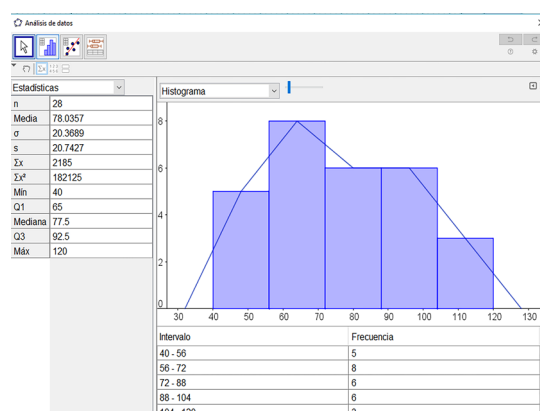 Análisis de datos
Estadísticas
n 28
Media 78.0357
σ 20.3689
s 20.7427
Σx 2185
Σx² 182125
Mín 40
Q1 65
Mediana 77.5
Q3 92.5
Máx 120
Histograma
8
6
4
2
0
30 40 50 60 70 80 90 100 110 120 130
Intervalo Frecuencia
40 - 56 5
56 - 72 8
72 - 88 6
88 - 104 6
104 - 120 3